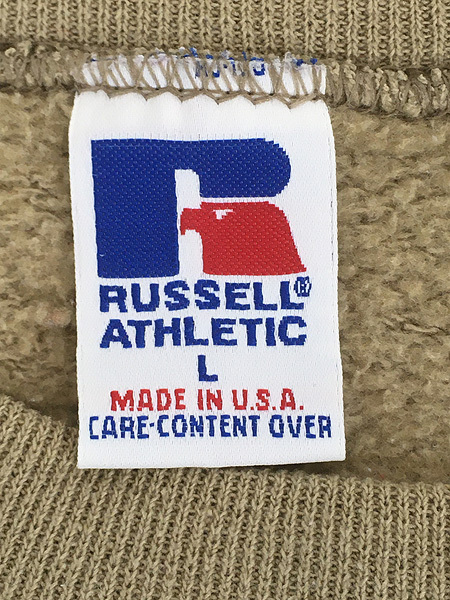 RUSSELL®
ATHLETIC
L
MADE IN U.S.A.
CARE-CONTENT OVER